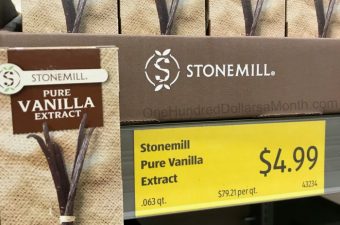 STONEMILL®
PURE
VANILLA
EXTRACT
S STONEMILL®
OneHundredDollarsaMonth.com
Stonemill
Pure Vanilla
Extract
$4.99
.063 qt.
$79.21 per qt.
43234